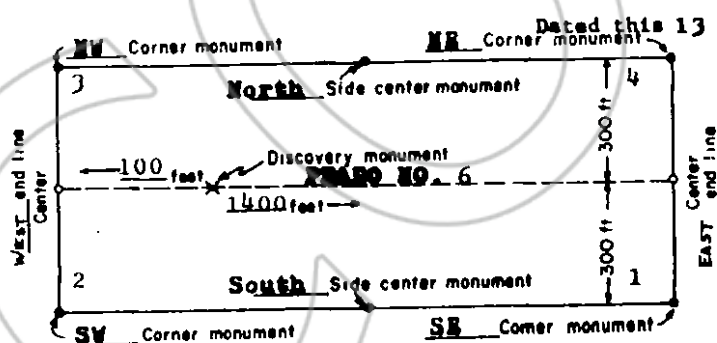 Dated this 13
NW Corner monument NE Corner monument
3 4
North Side center monument
300 ft
100 feet Discovery monument
NO. 6
1400 feet
WEST end line
Center
Center
EAST end line
300 ft
2 1
South Side center monument
SW Corner monument SE Corner monument